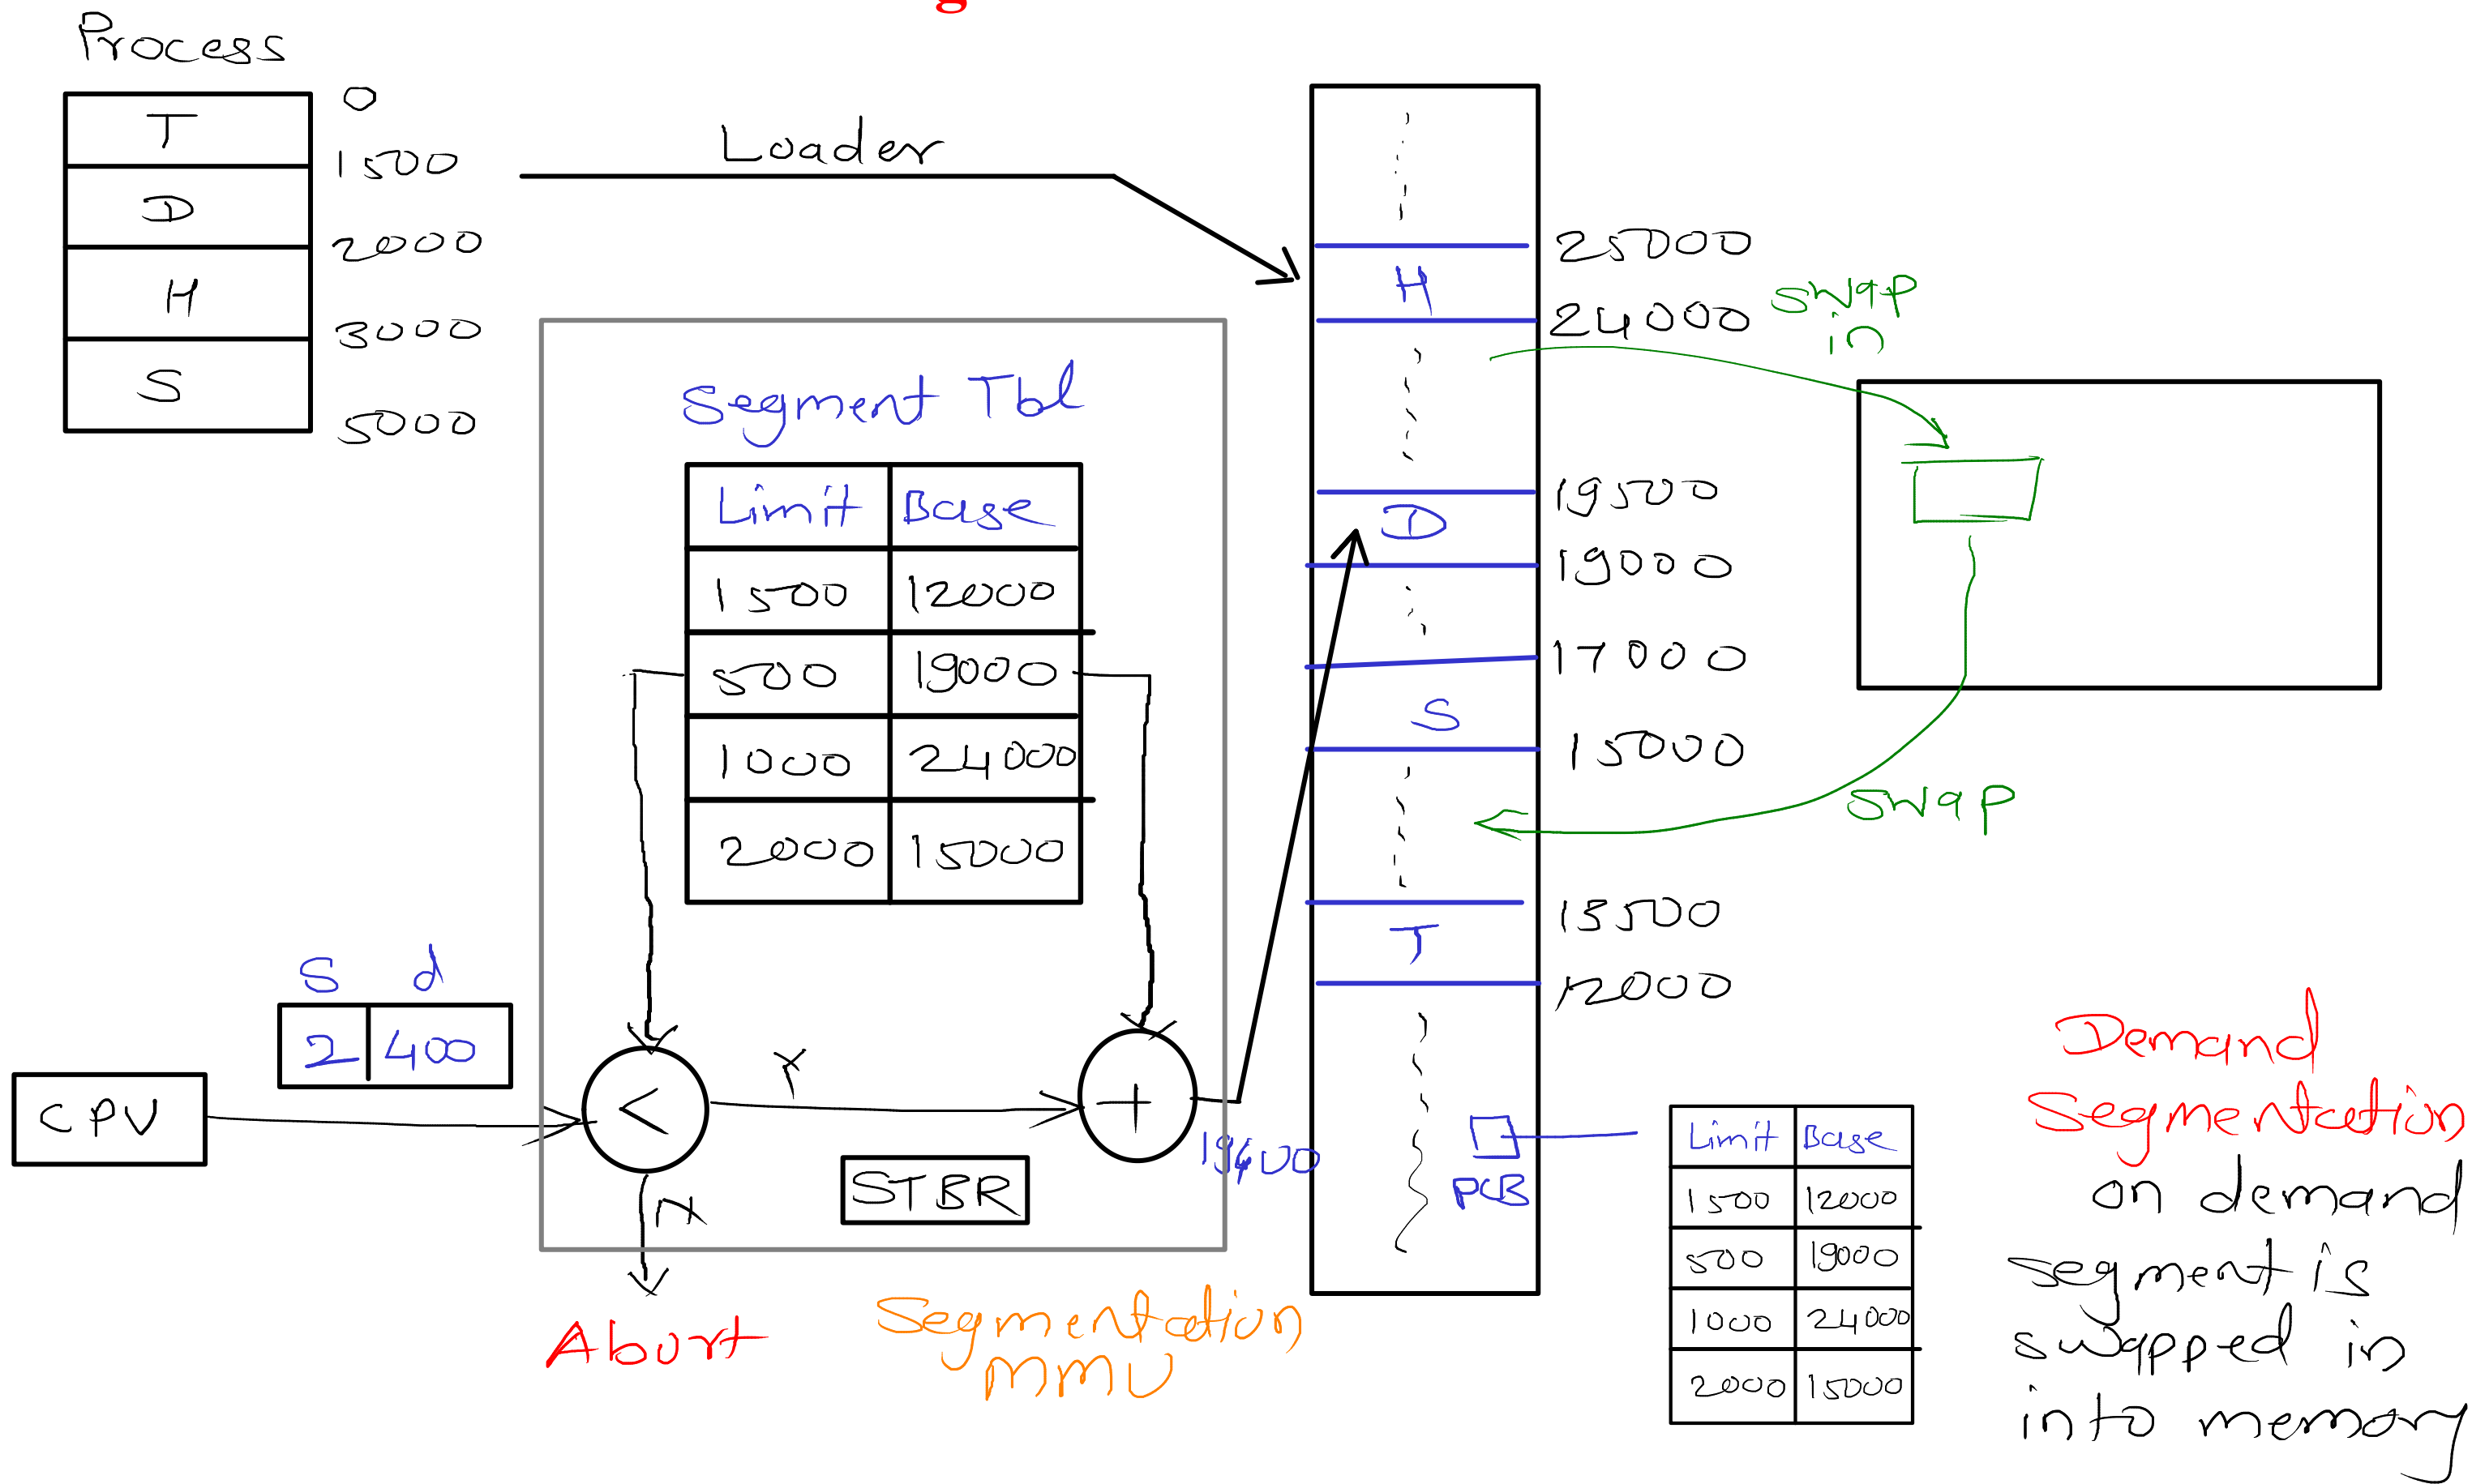 Process
T
D
H
S
0
1500
2000
3000
5000
Loader
Segment Tbl
Limit Base
1500 12000
500 19000
1000 24000
2000 15000
S d
2 400
CPU
<
Y
+
N
STBR
19400
Abort
Segmentation
MMU
H
D
S
T
PCB
25000
24000
19500
19000
17000
15000
13500
12000
swap
in
swap
Limit Base
1500 12000
500 19000
1000 24000
2000 15000
Demand
Segmentation
on demand
segment is
swapped in
into memory